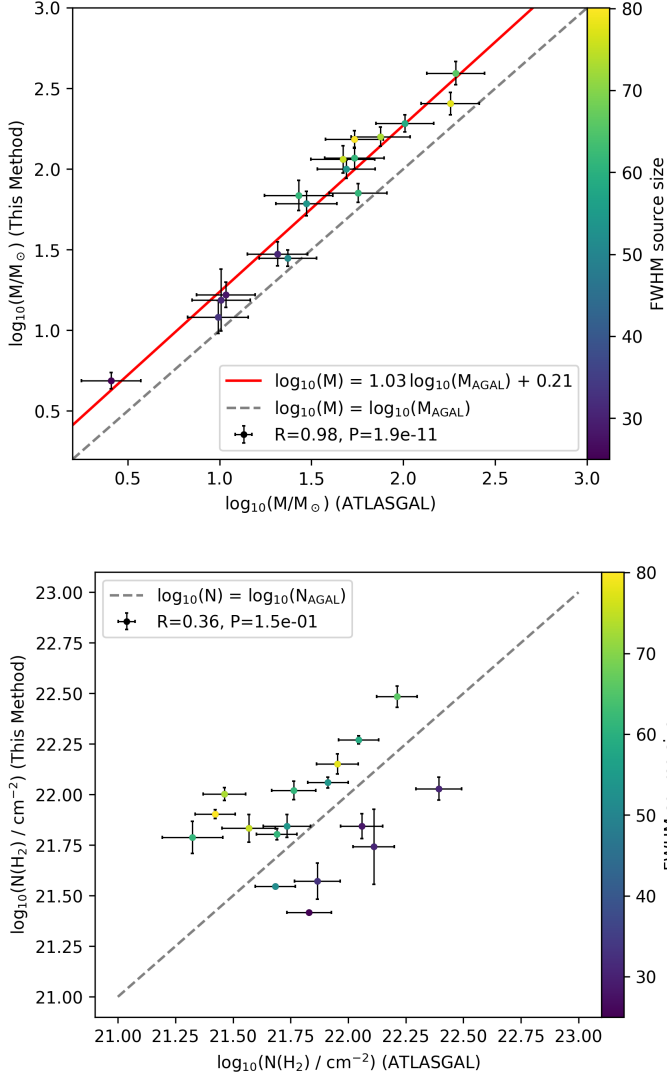 3.0
2.5
2.0
1.5
1.0
0.5
log₁₀(M/M⊙) (This Method)
log₁₀(M) = 1.03 log₁₀(M_AGAL) + 0.21
log₁₀(M) = log₁₀(M_AGAL)
R=0.98, P=1.9e-11
0.5 1.0 1.5 2.0 2.5 3.0
log₁₀(M/M⊙) (ATLASGAL)
80
70
60
50
40
30
FWHM source size
23.00
22.75
22.50
22.25
22.00
21.75
21.50
21.25
21.00
log₁₀(N(H₂) / cm⁻²) (This Method)
log₁₀(N) = log₁₀(N_AGAL)
R=0.36, P=1.5e-01
21.00 21.25 21.50 21.75 22.00 22.25 22.50 22.75 23.00
log₁₀(N(H₂) / cm⁻²) (ATLASGAL)
80
70
60
50
40
30